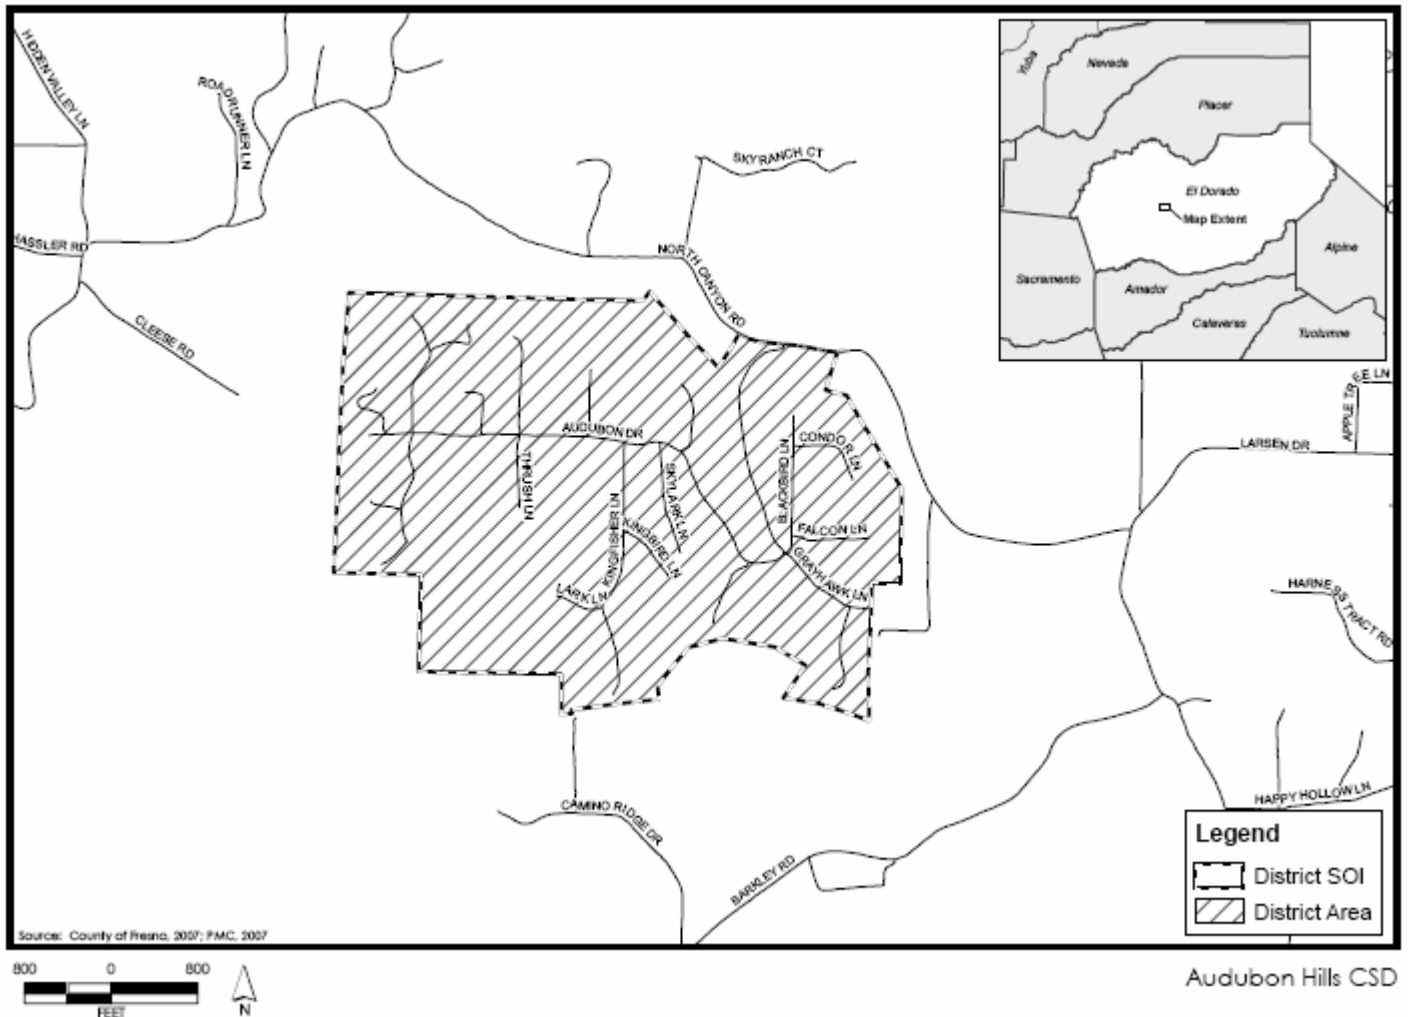 HIDDEN VALLEY LN
ROADRUNNER LN
HASSLER RD
CLEESE RD
SKYRANCH CT
NORTH CANYON RD
AUDUBON DR
THRUSH LN
KINGFISHER LN
SKYLARK LN
KINGBIRD LN
LARK LN
BLACKBIRD LN
CONDOR LN
FALCON LN
GRAYHAWK LN
CAMINO RIDGE DR
BARKLEY RD
LARSEN DR
APPLE TREE LN
HARNESS TRACT RD
HAPPY HOLLOW LN
Yuba
Nevada
Placer
El Dorado
Map Extent
Sacramento
Amador
Alpine
Calaveras
Tuolumne
Legend
District SOI
District Area
Source: County of Fresno, 2007; PMC, 2007
800 0 800
FEET
N
Audubon Hills CSD